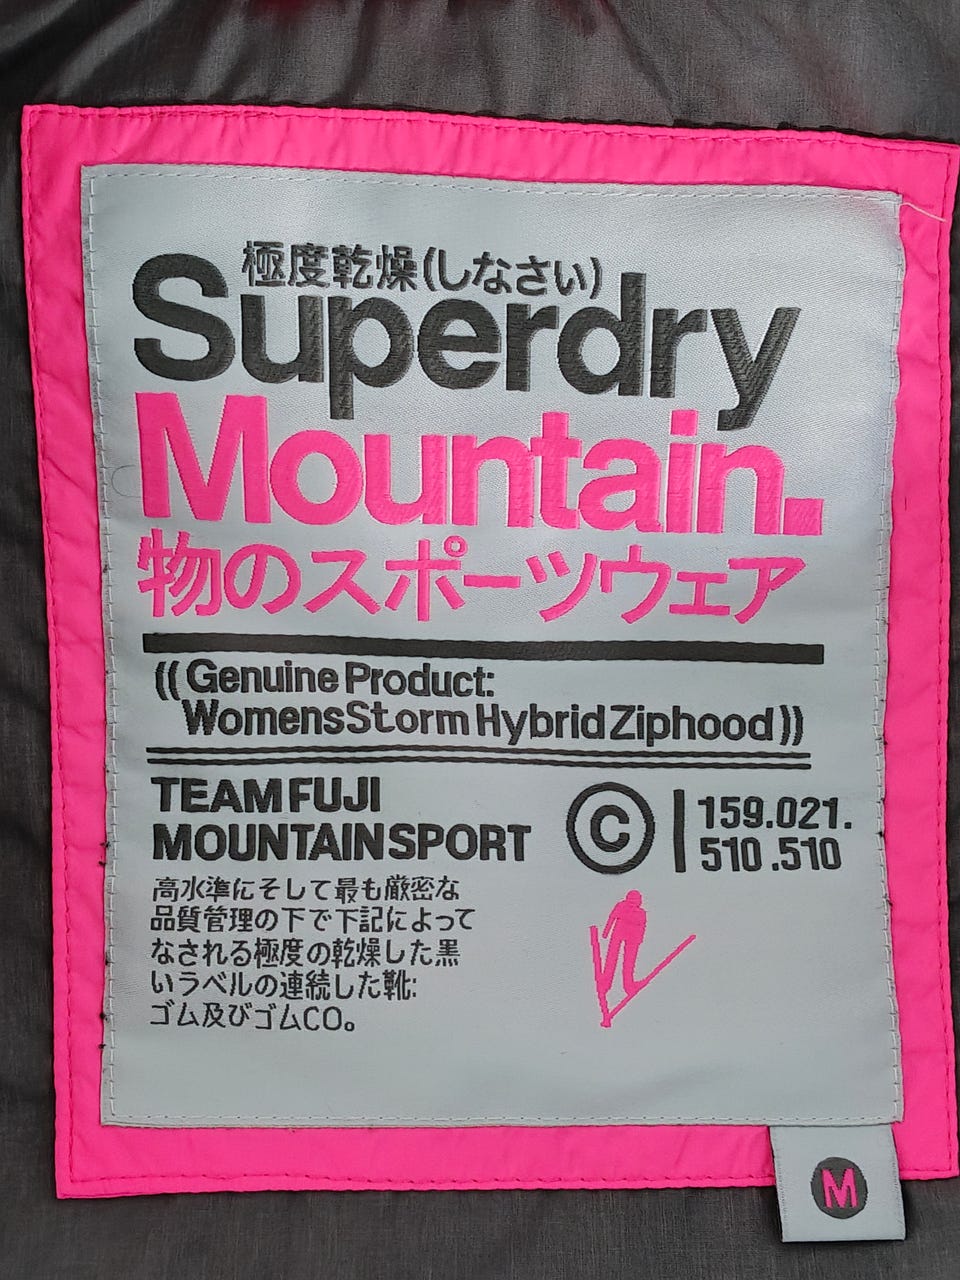 極度乾燥(しなさい)
Superdry
Mountain.
物のスポーツウェア
((Genuine Product:
Womens Storm Hybrid Ziphood))
TEAM FUJI
MOUNTAIN SPORT
© | 159.021.
510.510
高水準にそして最も厳密な
品質管理の下で下記によって
なされる極度の乾燥した黒
いラベルの連続した靴:
ゴム及びゴムCO。
M